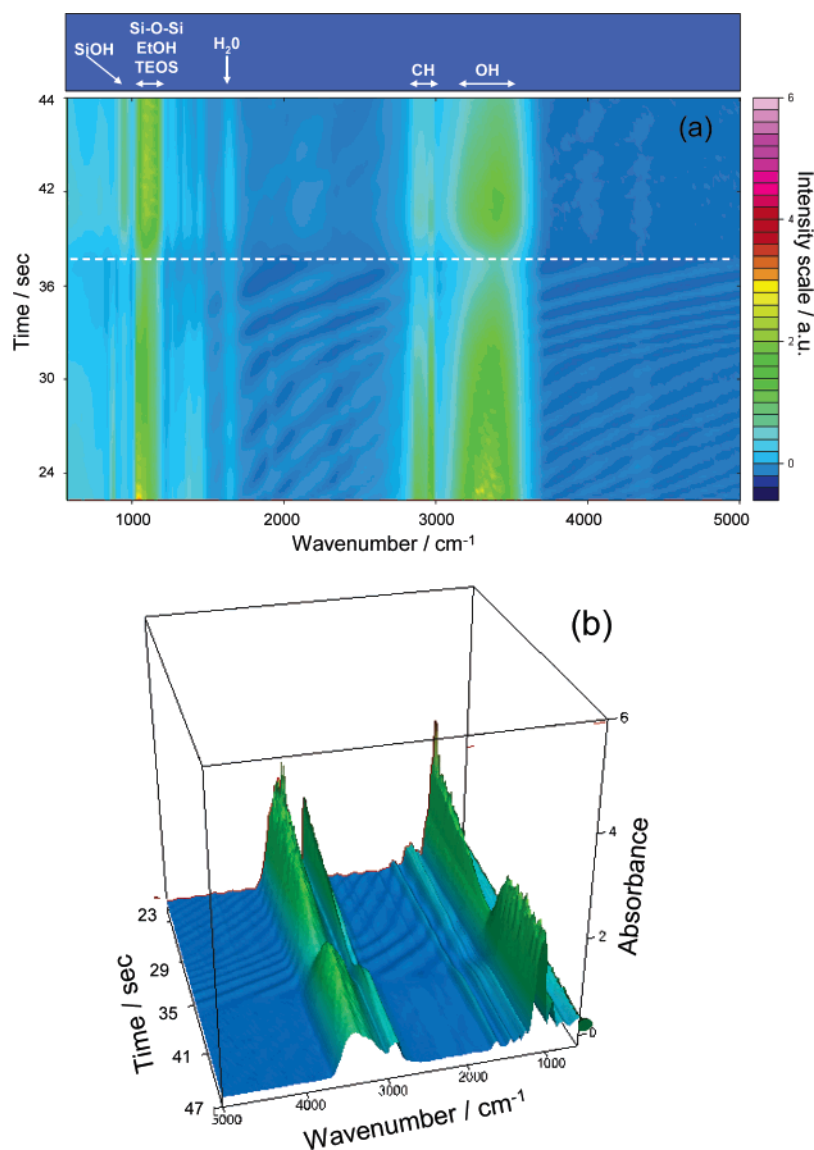 Si-O-Si
EtOH
TEOS
SiOH
H20
CH
OH
(a)
44
42
36
30
24
Time / sec
1000
2000
3000
4000
5000
Wavenumber / cm-1
6
4
2
0
Intensity scale / a.u.
(b)
6
4
2
0
Absorbance
23
29
35
41
47
Time / sec
5000
4000
3000
2000
1000
Wavenumber / cm-1